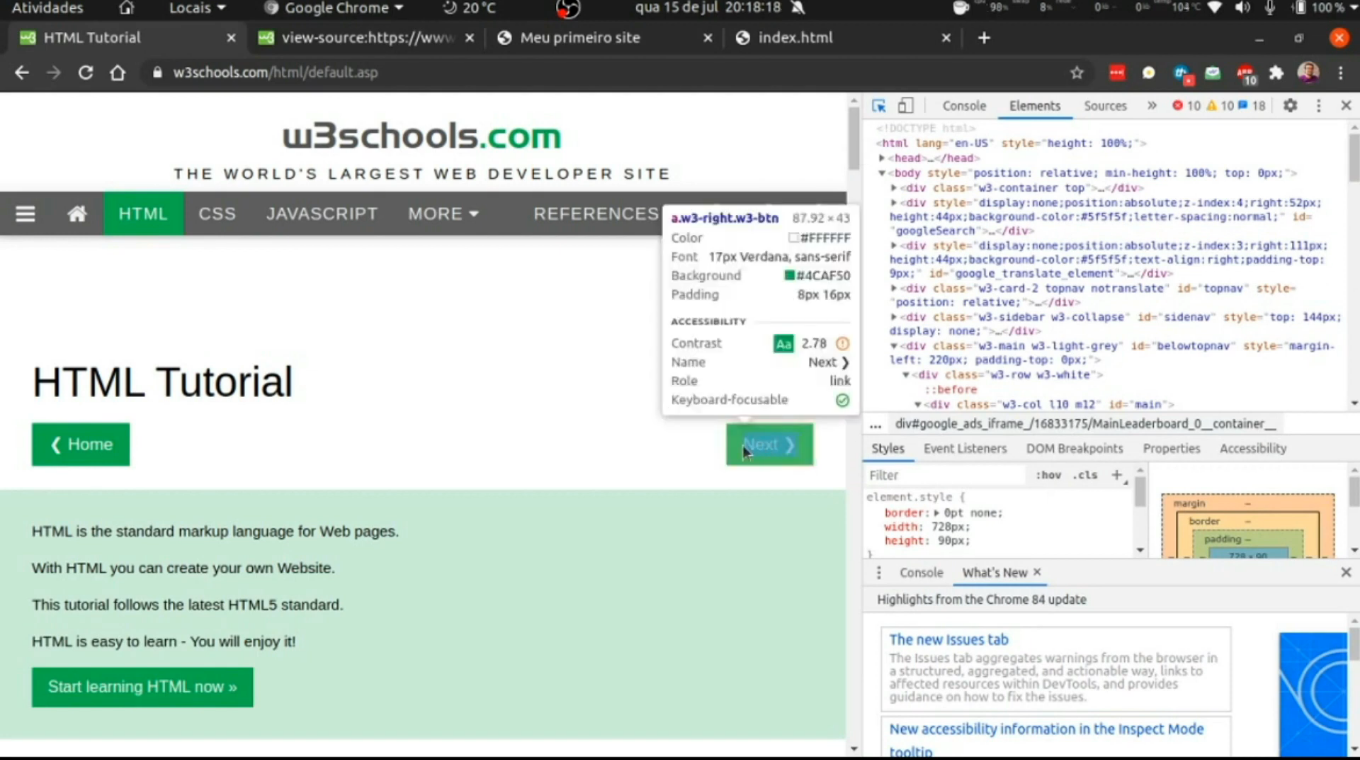 Atividades Locais Google Chrome 20 °C qua 15 de jul 20:18:18 98% 8% 0% 0% 104°C 100 %
HTML Tutorial view-source:https://www Meu primeiro site index.html
w3schools.com/html/default.asp
w3schools.com
THE WORLD'S LARGEST WEB DEVELOPER SITE
HTML CSS JAVASCRIPT MORE REFERENCES
a.w3-right.w3-btn 87.92 × 43
Color #FFFFFF
Font 17px Verdana, sans-serif
Background #4CAF50
Padding 8px 16px
ACCESSIBILITY
Contrast Aa 2.78
Name Next ❯
Role link
Keyboard-focusable
HTML Tutorial
❮ Home Next ❯
HTML is the standard markup language for Web pages.
With HTML you can create your own Website.
This tutorial follows the latest HTML5 standard.
HTML is easy to learn - You will enjoy it!
Start learning HTML now »
Console Elements Sources » 10 10 18
<!DOCTYPE html>
<html lang="en-US" style="height: 100%;">
<head>…</head>
<body style="position: relative; min-height: 100%; top: 0px;">
<div class="w3-container top">…</div>
<div style="display:none;position:absolute;z-index:4;right:52px;
height:44px;background-color:#5f5f5f;letter-spacing:normal;" id=
"googleSearch">…</div>
<div style="display:none;position:absolute;z-index:3;right:111px;
height:44px;background-color:#5f5f5f;text-align:right;padding-top:
9px;" id="google_translate_element">…</div>
<div class="w3-card-2 topnav notranslate" id="topnav" style=
"position: relative;">…</div>
<div class="w3-sidebar w3-collapse" id="sidenav" style="top: 144px;
display: none;">…</div>
<div class="w3-main w3-light-grey" id="belowtopnav" style="margin-
left: 220px; padding-top: 0px;">
<div class="w3-row w3-white">
::before
<div class="w3-col l10 m12" id="main">
... div#google_ads_iframe_/16833175/MainLeaderboard_0__container__
Styles Event Listeners DOM Breakpoints Properties Accessibility
Filter :hov .cls +
element.style {
border: 0pt none;
width: 728px;
height: 90px;
}
margin –
border –
padding –
728 × 90
Console What's New ×
Highlights from the Chrome 84 update
The new Issues tab
The Issues tab aggregates warnings from the browser in
a structured, aggregated, and actionable way, links to
affected resources within DevTools, and provides
guidance on how to fix the issues.
New accessibility information in the Inspect Mode
tooltip